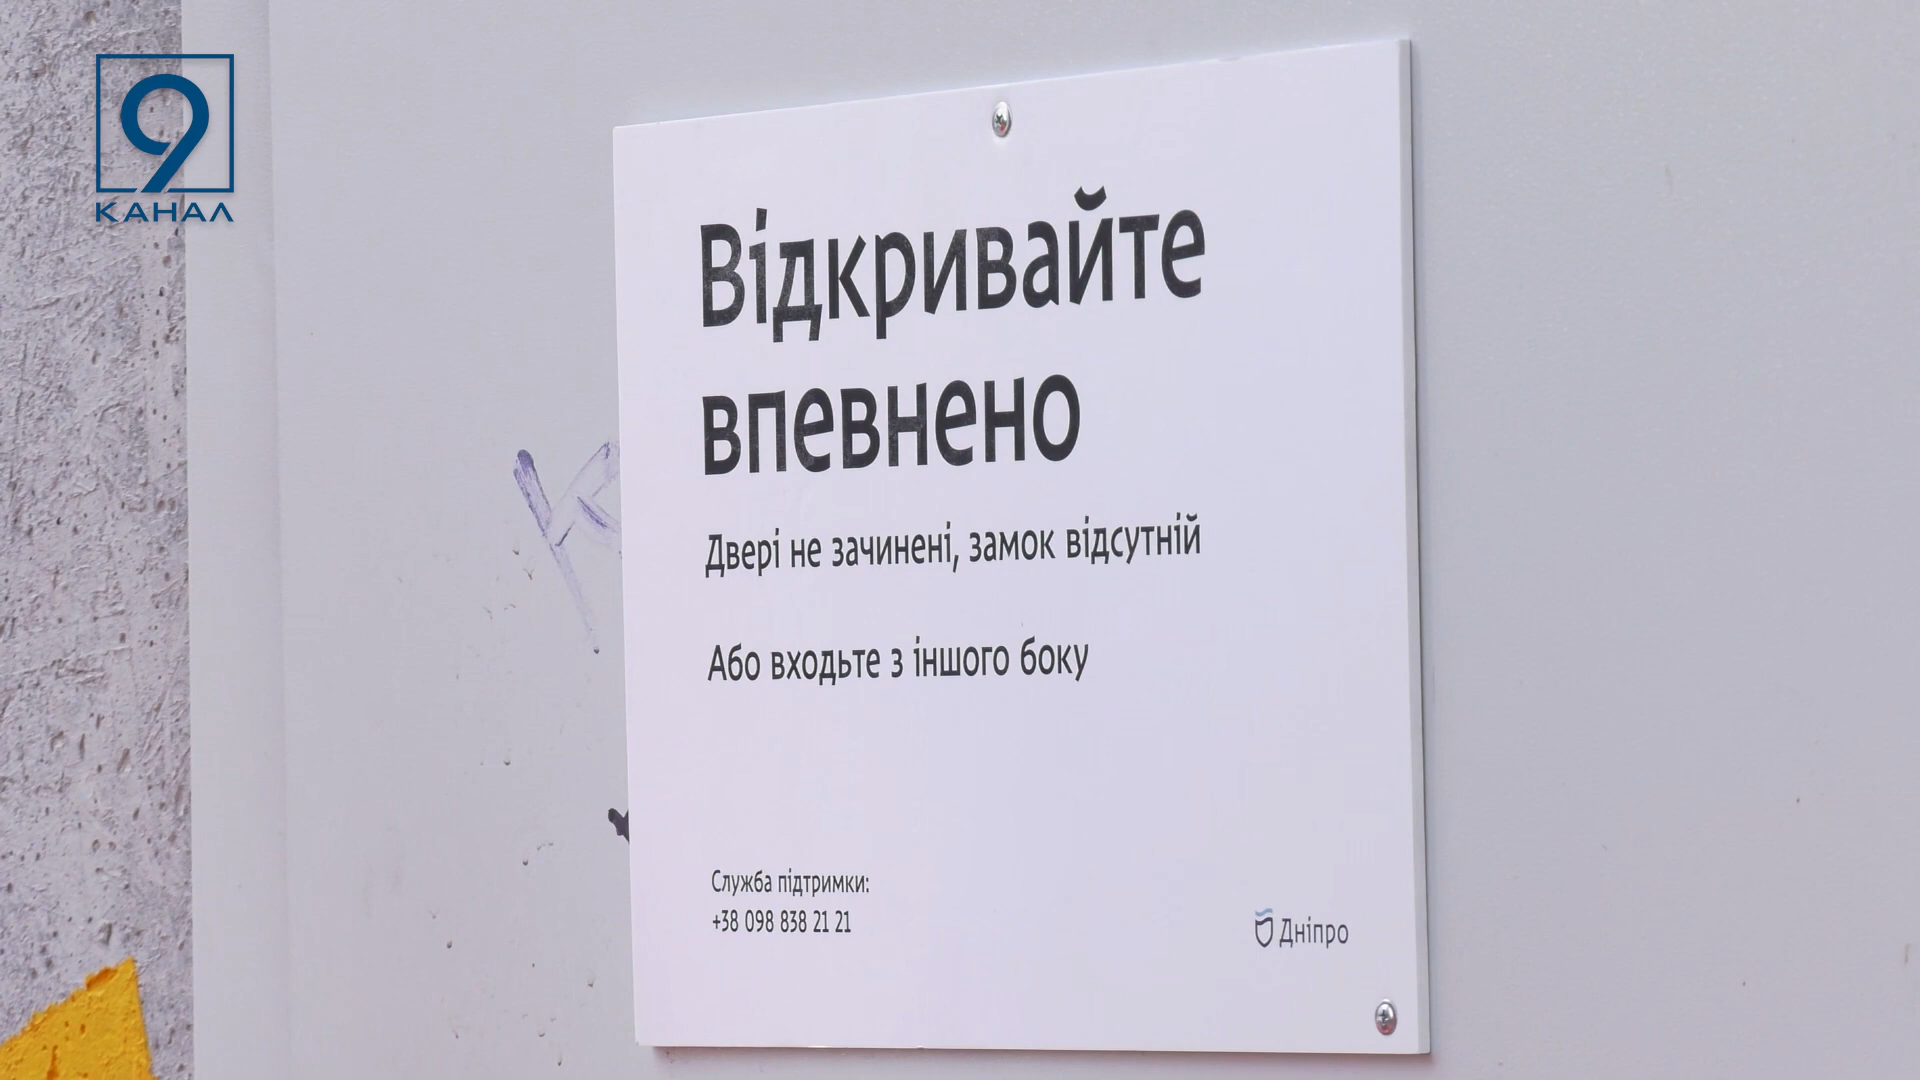 9
КАНАЛ
Відкривайте
впевнено
Двері не зачинені, замок відсутній
Або входьте з іншого боку
Служба підтримки:
+38 098 838 21 21
Дніпро